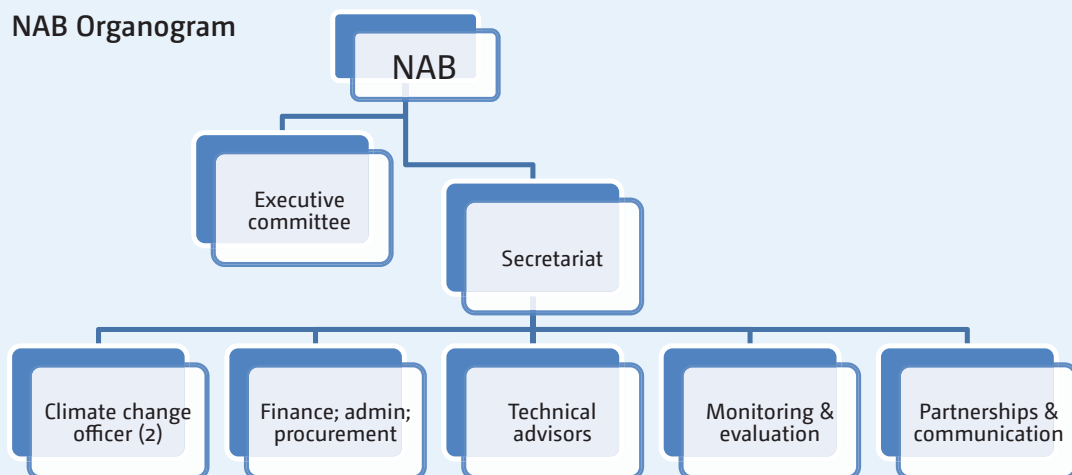 NAB Organogram
NAB
Executive
committee
Secretariat
Climate change
officer (2)
Finance; admin;
procurement
Technical
advisors
Monitoring &
evaluation
Partnerships &
communication